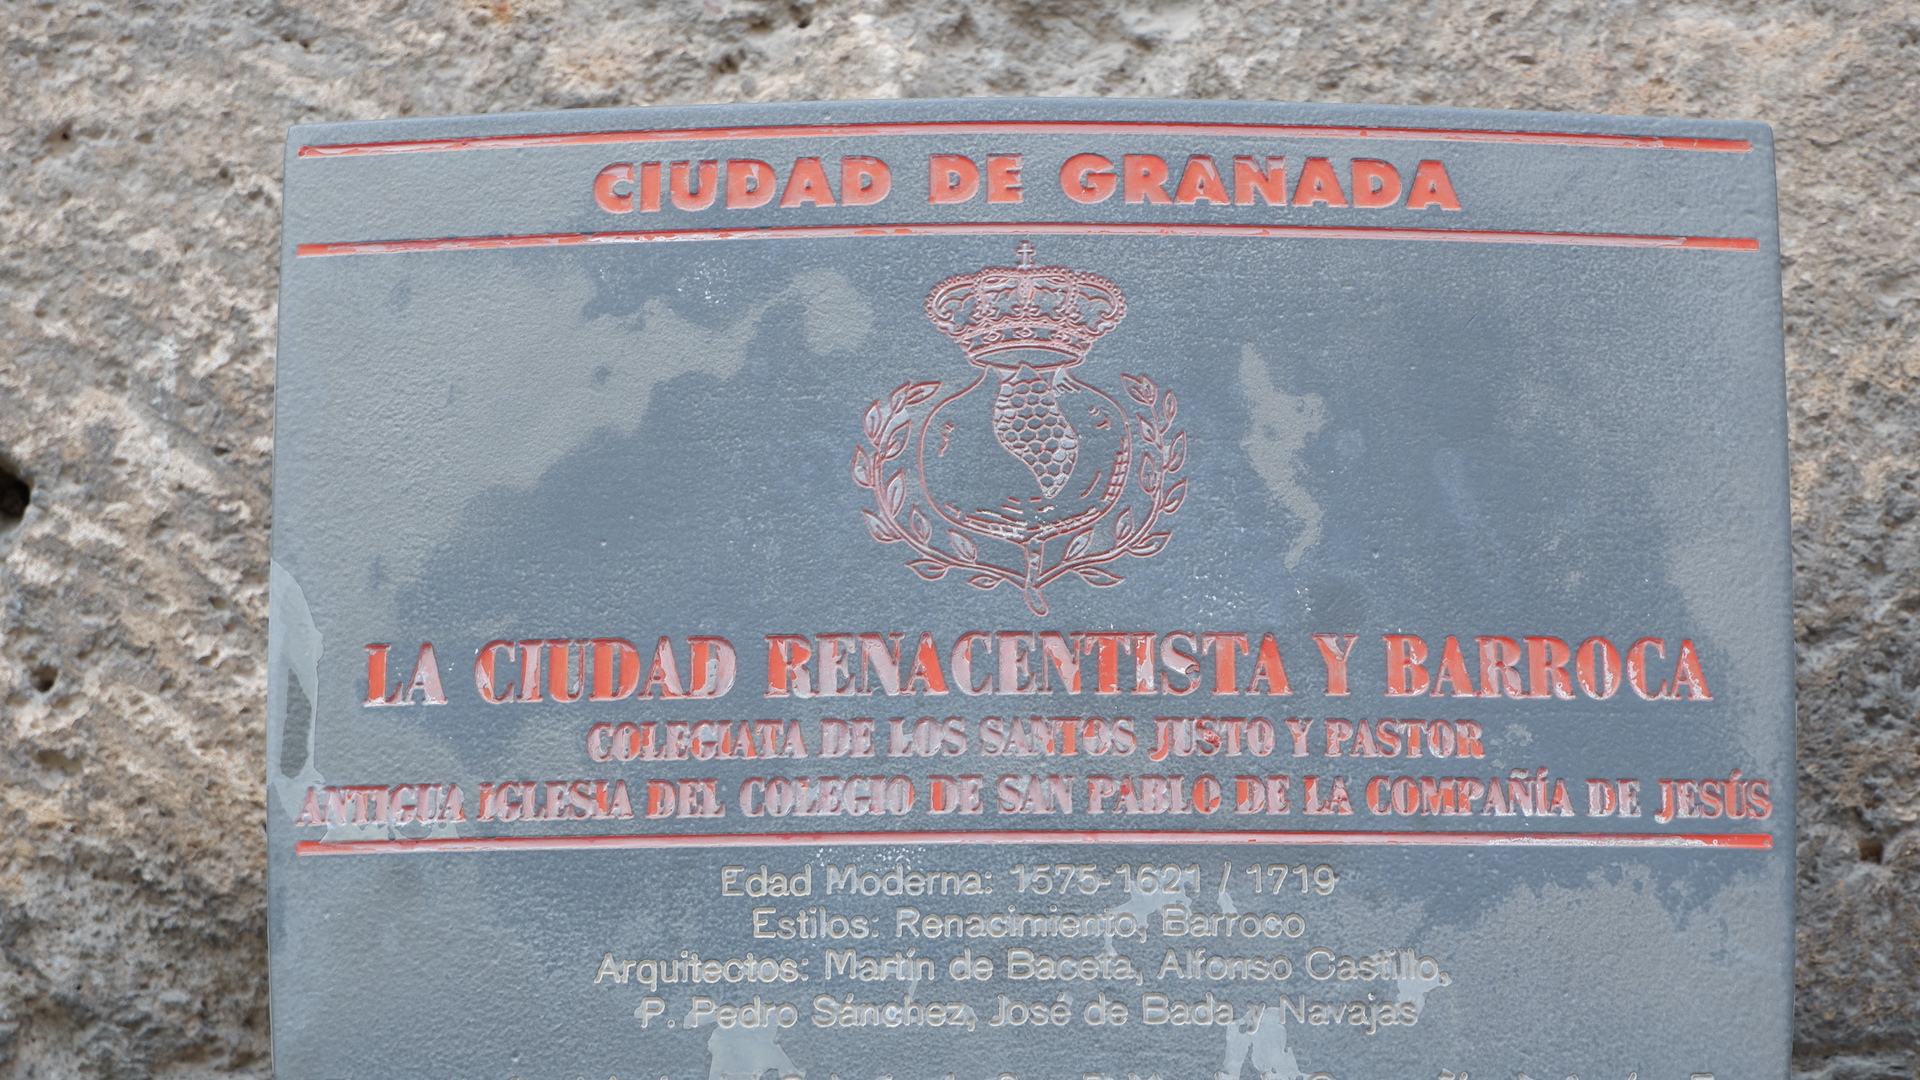 CIUDAD DE GRANADA
LA CIUDAD RENACENTISTA Y BARROCA
COLEGIATA DE LOS SANTOS JUSTO Y PASTOR
ANTIGUA IGLESIA DEL COLEGIO DE SAN PABLO DE LA COMPAÑÍA DE JESÚS
Edad Moderna: 1575-1621 / 1719
Estilos: Renacimiento, Barroco
Arquitectos: Martín de Baceta, Alfonso Castillo,
P. Pedro Sánchez, José de Bada y Navajas